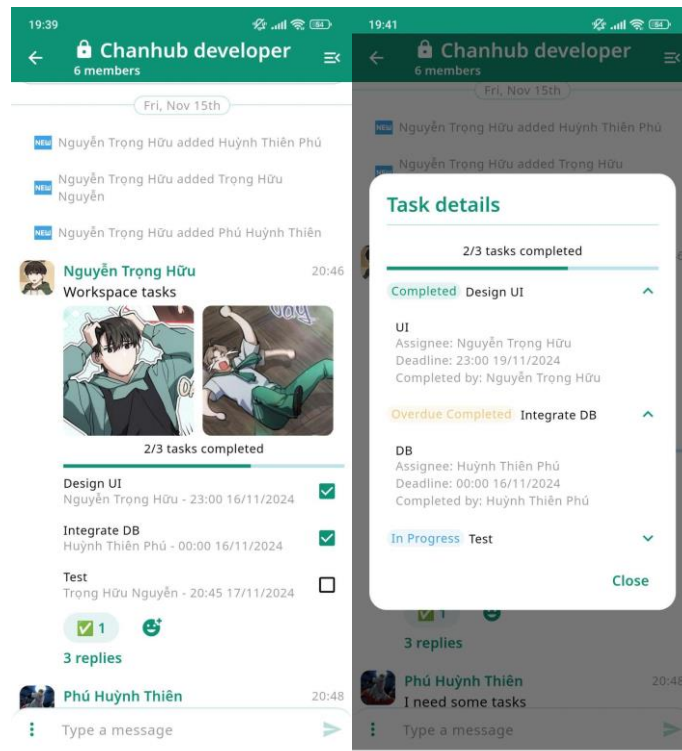 19:39
54
Chanhub developer
6 members
Fri, Nov 15th
NEW Nguyễn Trọng Hữu added Huỳnh Thiên Phú
NEW Nguyễn Trọng Hữu added Trọng Hữu
Nguyễn
NEW Nguyễn Trọng Hữu added Phú Huỳnh Thiên
Nguyễn Trọng Hữu 20:46
Workspace tasks
2/3 tasks completed
Design UI
Nguyễn Trọng Hữu - 23:00 16/11/2024
Integrate DB
Huỳnh Thiên Phú - 00:00 16/11/2024
Test
Trọng Hữu Nguyễn - 20:45 17/11/2024
1
3 replies
Phú Huỳnh Thiên 20:48
Type a message
19:41
54
Chanhub developer
6 members
Fri, Nov 15th
NEW Nguyễn Trọng Hữu added Huỳnh Thiên Phú
Nguyễn Trọng Hữu added Trọng Hữu
Task details
2/3 tasks completed
Completed Design UI
UI
Assignee: Nguyễn Trọng Hữu
Deadline: 23:00 19/11/2024
Completed by: Nguyễn Trọng Hữu
Overdue Completed Integrate DB
DB
Assignee: Huỳnh Thiên Phú
Deadline: 00:00 16/11/2024
Completed by: Huỳnh Thiên Phú
In Progress Test
Close
1
3 replies
Phú Huỳnh Thiên 20:48
I need some tasks
Type a message